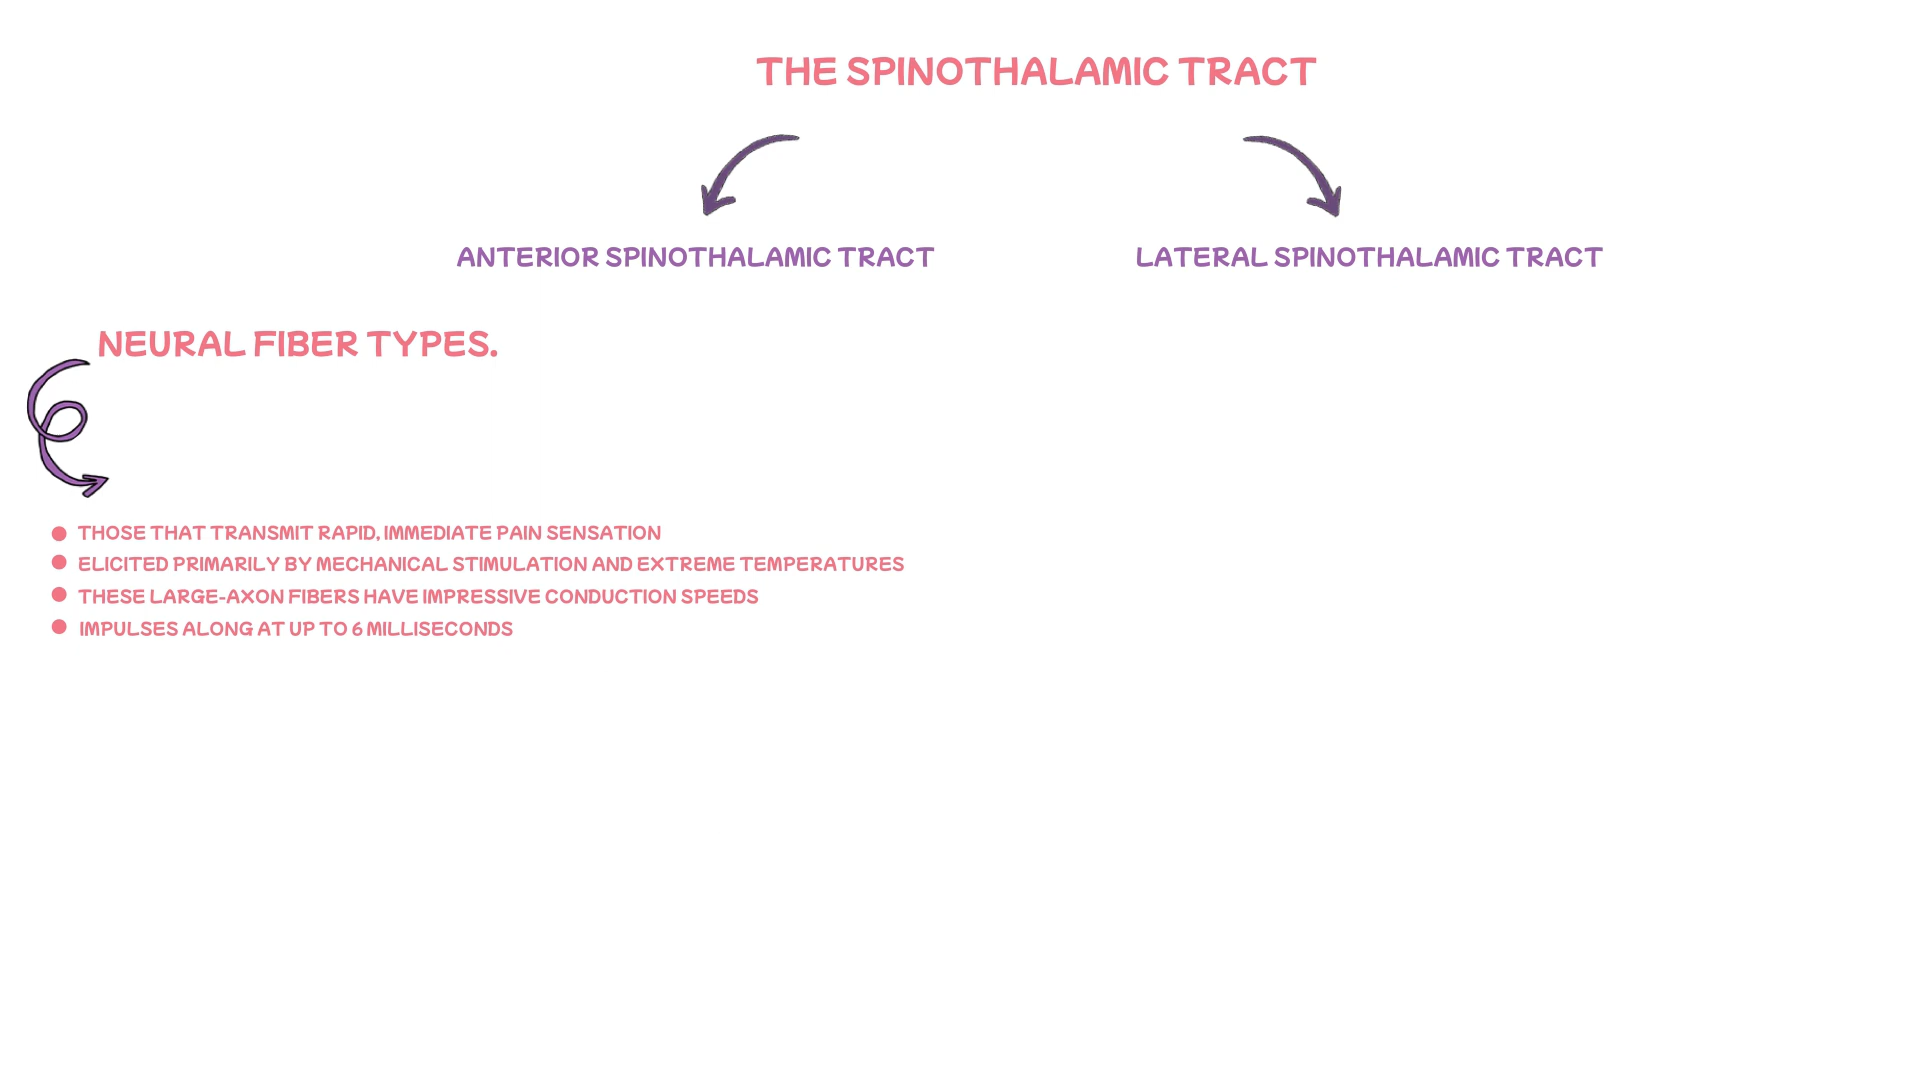 THE SPINOTHALAMIC TRACT
ANTERIOR SPINOTHALAMIC TRACT
LATERAL SPINOTHALAMIC TRACT
NEURAL FIBER TYPES.
THOSE THAT TRANSMIT RAPID, IMMEDIATE PAIN SENSATION
ELICITED PRIMARILY BY MECHANICAL STIMULATION AND EXTREME TEMPERATURES
THESE LARGE-AXON FIBERS HAVE IMPRESSIVE CONDUCTION SPEEDS
IMPULSES ALONG AT UP TO 6 MILLISECONDS